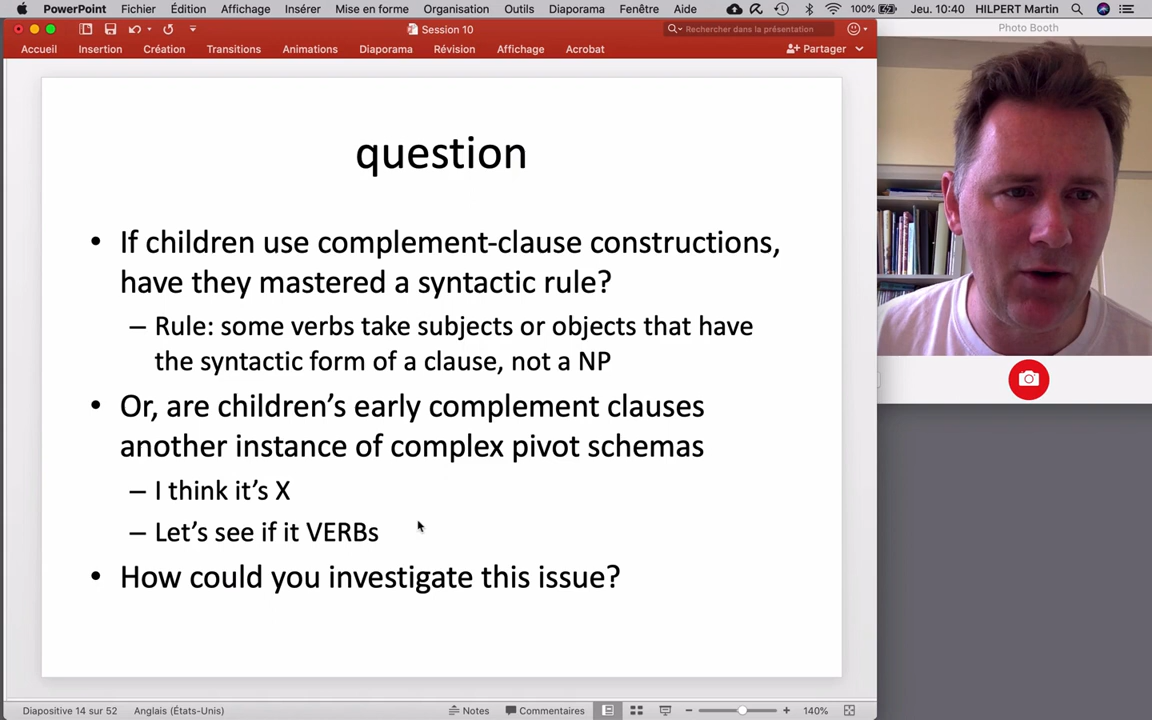 PowerPoint Fichier Édition Affichage Insérer Mise en forme Organisation Outils Diaporama Fenêtre Aide 100% Jeu. 10:40 HILPERT Martin
Session 10
Rechercher dans la présentation
Photo Booth
Accueil Insertion Création Transitions Animations Diaporama Révision Affichage Acrobat Partager
question
• If children use complement-clause constructions,
have they mastered a syntactic rule?
– Rule: some verbs take subjects or objects that have
the syntactic form of a clause, not a NP
• Or, are children’s early complement clauses
another instance of complex pivot schemas
– I think it’s X
– Let’s see if it VERBs
• How could you investigate this issue?
Diapositive 14 sur 52 Anglais (États-Unis) Notes Commentaires 140%